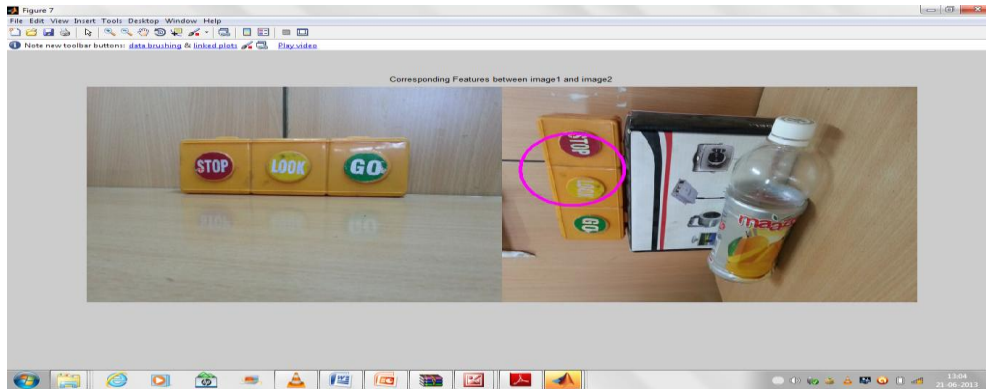 Figure 7
File Edit View Insert Tools Desktop Window Help
Note new toolbar buttons: data brushing & linked plots Play video
Corresponding Features between image1 and image2
STOP LOOK GO
STOP
LOOK
GO
maaza
13:04
21-06-2013